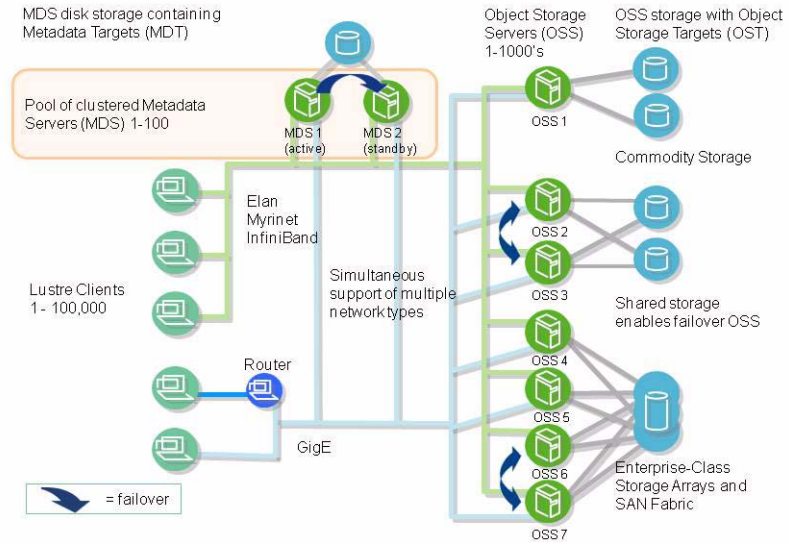 MDS disk storage containing
Metadata Targets (MDT)
Object Storage
Servers (OSS)
1-1000's
OSS storage with Object
Storage Targets (OST)
Pool of clustered Metadata
Servers (MDS) 1-100
MDS 1
(active)
MDS 2
(standby)
OSS 1
Commodity Storage
Elan
Myrinet
InfiniBand
OSS 2
Lustre Clients
1 - 100,000
Simultaneous
support of multiple
network types
OSS 3
Shared storage
enables failover OSS
OSS 4
Router
OSS 5
GigE
OSS 6
Enterprise-Class
Storage Arrays and
SAN Fabric
= failover
OSS 7